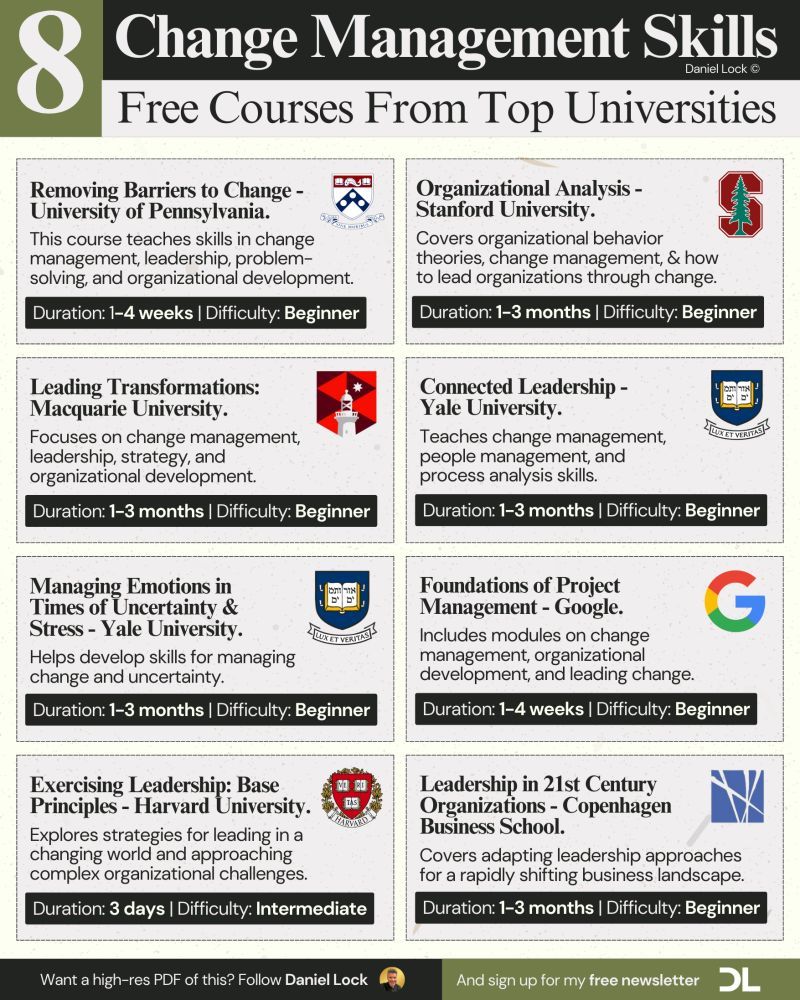 8
Change Management Skills
Daniel Lock ©
Free Courses From Top Universities
Removing Barriers to Change -
University of Pennsylvania.
This course teaches skills in change
management, leadership, problem-
solving, and organizational development.
Duration: 1-4 weeks | Difficulty: Beginner
Organizational Analysis -
Stanford University.
Covers organizational behavior
theories, change management, & how
to lead organizations through change.
Duration: 1-3 months | Difficulty: Beginner
Leading Transformations:
Macquarie University.
Focuses on change management,
leadership, strategy, and
organizational development.
Duration: 1-3 months | Difficulty: Beginner
Connected Leadership -
Yale University.
Teaches change management,
people management, and
process analysis skills.
Duration: 1-3 months | Difficulty: Beginner
LUX ET VERITAS
Managing Emotions in
Times of Uncertainty &
Stress - Yale University.
Helps develop skills for managing
change and uncertainty.
Duration: 1-3 months | Difficulty: Beginner
LUX ET VERITAS
Foundations of Project
Management - Google.
Includes modules on change
management, organizational
development, and leading change.
Duration: 1-4 weeks | Difficulty: Beginner
Exercising Leadership: Base
Principles - Harvard University.
Explores strategies for leading in a
changing world and approaching
complex organizational challenges.
Duration: 3 days | Difficulty: Intermediate
HARVARD
Leadership in 21st Century
Organizations - Copenhagen
Business School.
Covers adapting leadership approaches
for a rapidly shifting business landscape.
Duration: 1-3 months | Difficulty: Beginner
Want a high-res PDF of this? Follow Daniel Lock
And sign up for my free newsletter
DL